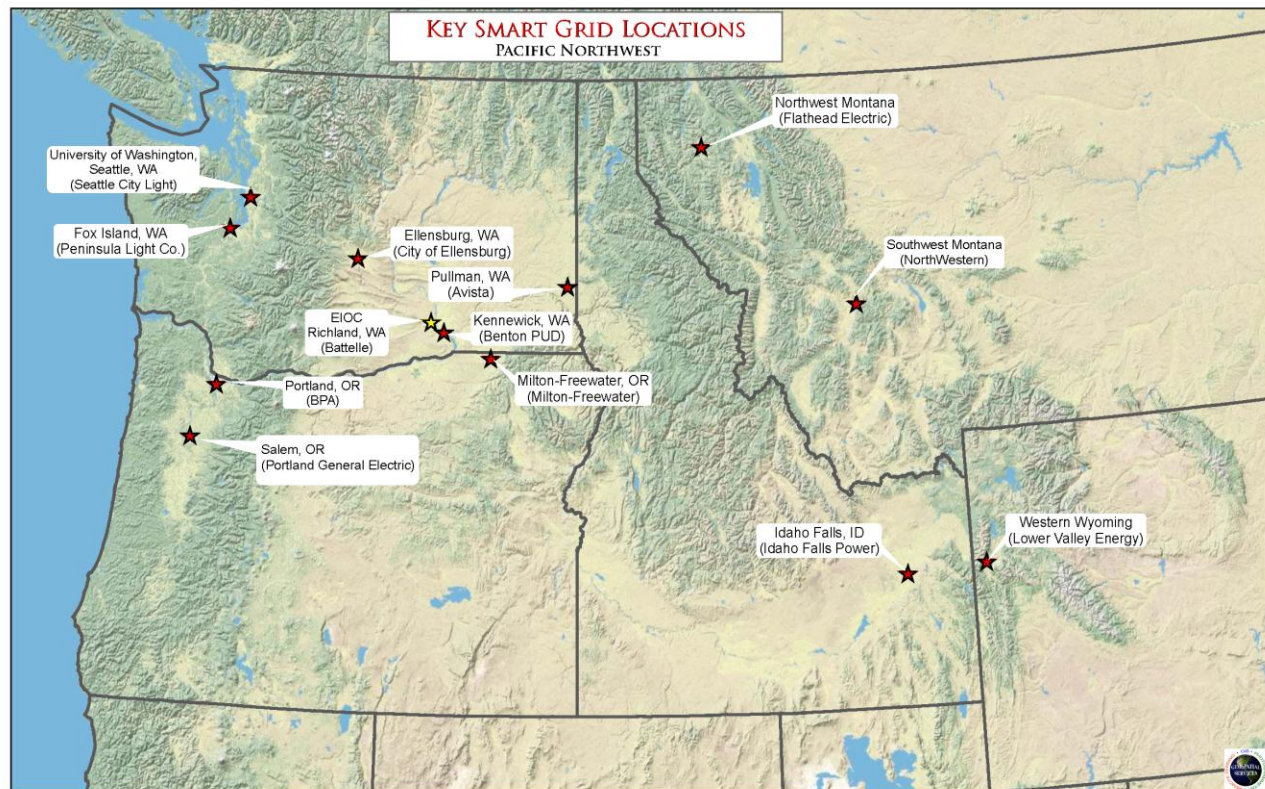 KEY SMART GRID LOCATIONS
PACIFIC NORTHWEST
Northwest Montana
(Flathead Electric)
University of Washington,
Seattle, WA
(Seattle City Light)
Fox Island, WA
(Peninsula Light Co.)
Ellensburg, WA
(City of Ellensburg)
Southwest Montana
(NorthWestern)
Pullman, WA
(Avista)
EIOC
Richland, WA
(Battelle)
Kennewick, WA
(Benton PUD)
Portland, OR
(BPA)
Milton-Freewater, OR
(Milton-Freewater)
Salem, OR
(Portland General Electric)
Idaho Falls, ID
(Idaho Falls Power)
Western Wyoming
(Lower Valley Energy)
GEOSPATIAL
SERVICES